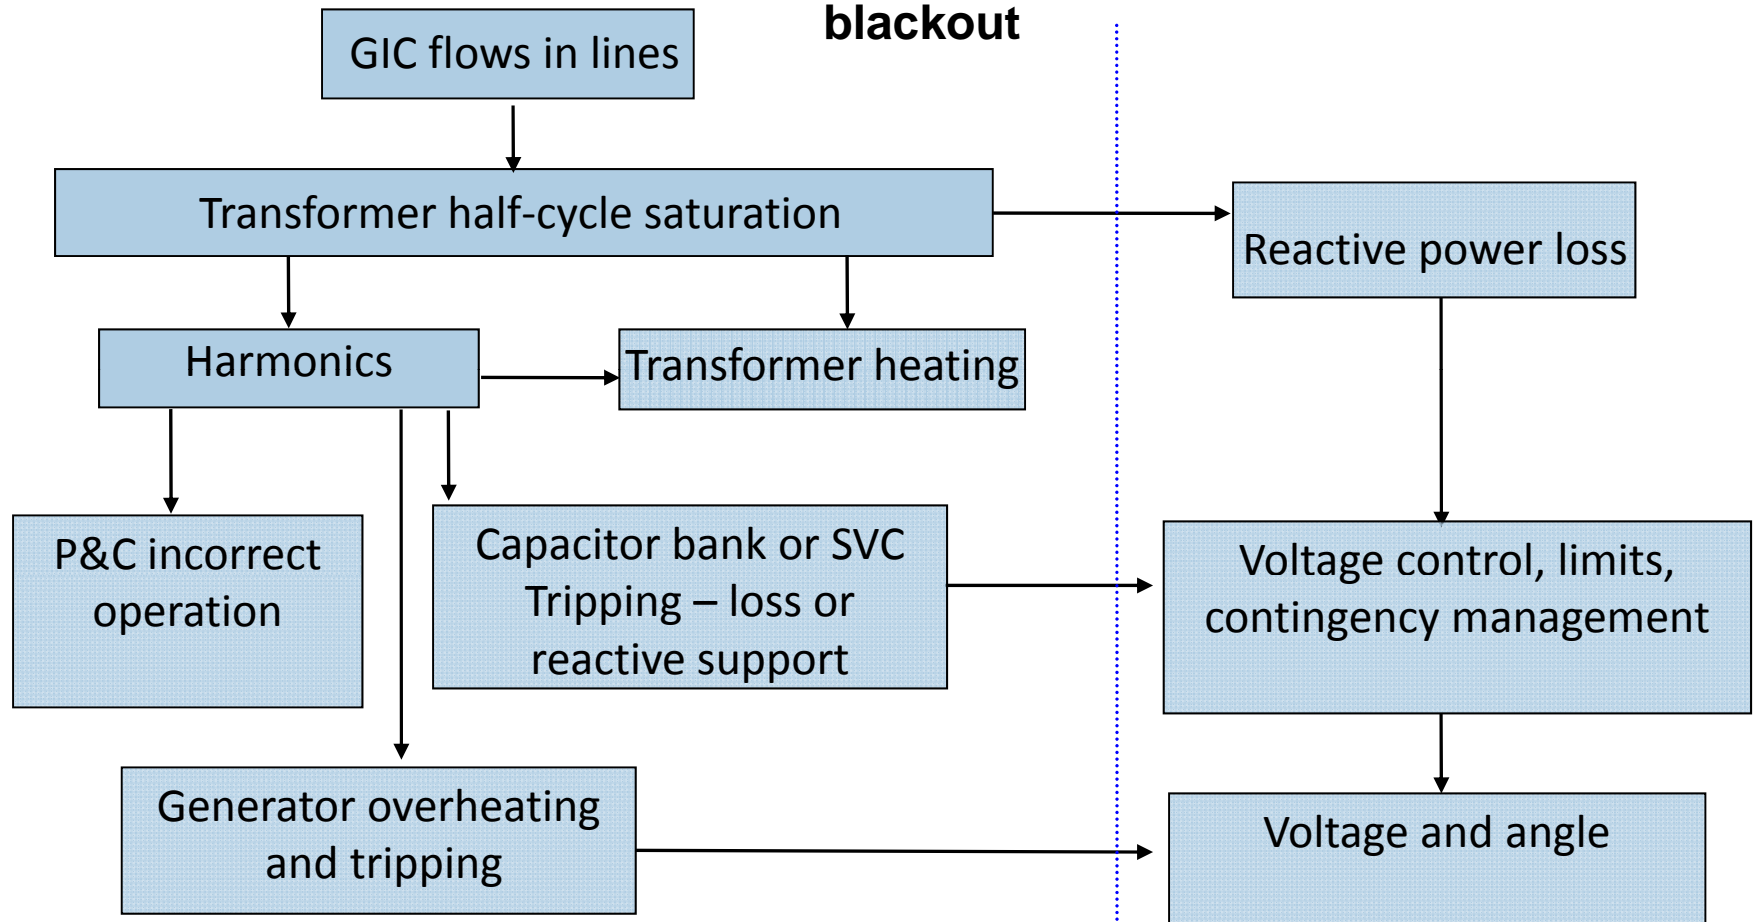 blackout
GIC flows in lines
Transformer half-cycle saturation
Reactive power loss
Harmonics
Transformer heating
P&C incorrect
operation
Capacitor bank or SVC
Tripping – loss or
reactive support
Voltage control, limits,
contingency management
Generator overheating
and tripping
Voltage and angle